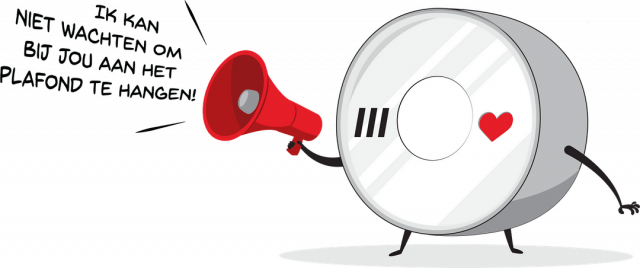 IK KAN
NIET WACHTEN OM
BIJ JOU AAN HET
PLAFOND TE HANGEN!